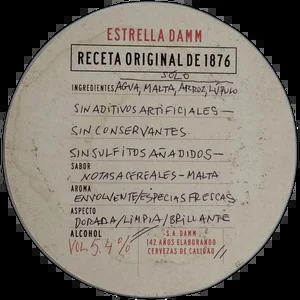 ESTRELLA DAMM
RECETA ORIGINAL DE 1876
SÓLO
INGREDIENTES AGUA, MALTA, ARROZ, LÚPULO
SIN ADITIVOS ARTIFICIALES —
SIN CONSERVANTES
SIN SULFITOS AÑADIDOS —
SABOR
NOTAS A CEREALES - MALTA
AROMA
ENVOLVENTE/ESPECIAS FRESCAS
ASPECTO
DORADA/LIMPIA/BRILLANTE
ALCOHOL
VOL 5,4%
S.A. DAMM
142 AÑOS ELABORANDO
CERVEZAS DE CALIDAD